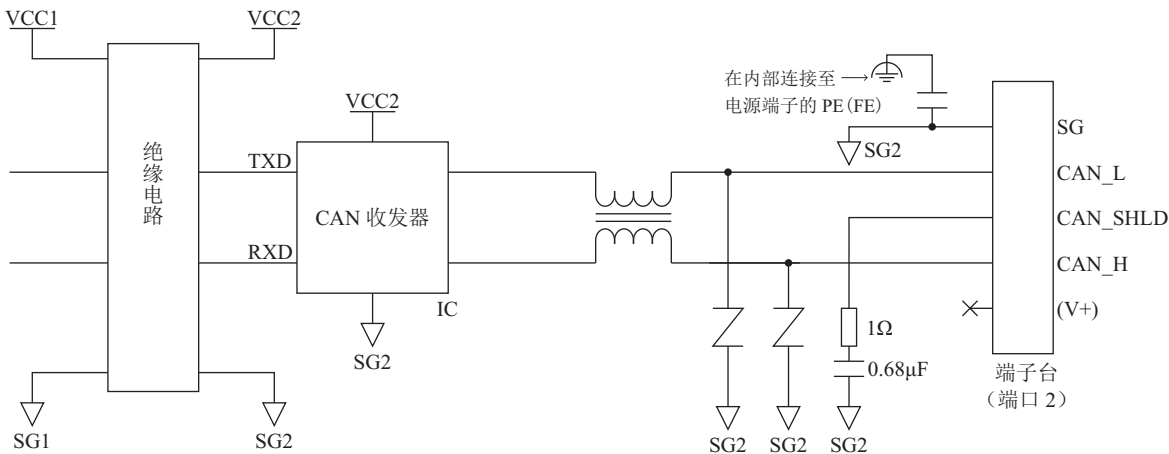 VCC1
VCC2
绝缘电路
TXD
RXD
VCC2
CAN 收发器
IC
SG2
SG1
SG2
在内部连接至
电源端子的 PE(FE)
SG2
SG
CAN_L
CAN_SHLD
CAN_H
(V+)
1Ω
0.68μF
SG2
SG2
SG2
端子台
（端口 2）